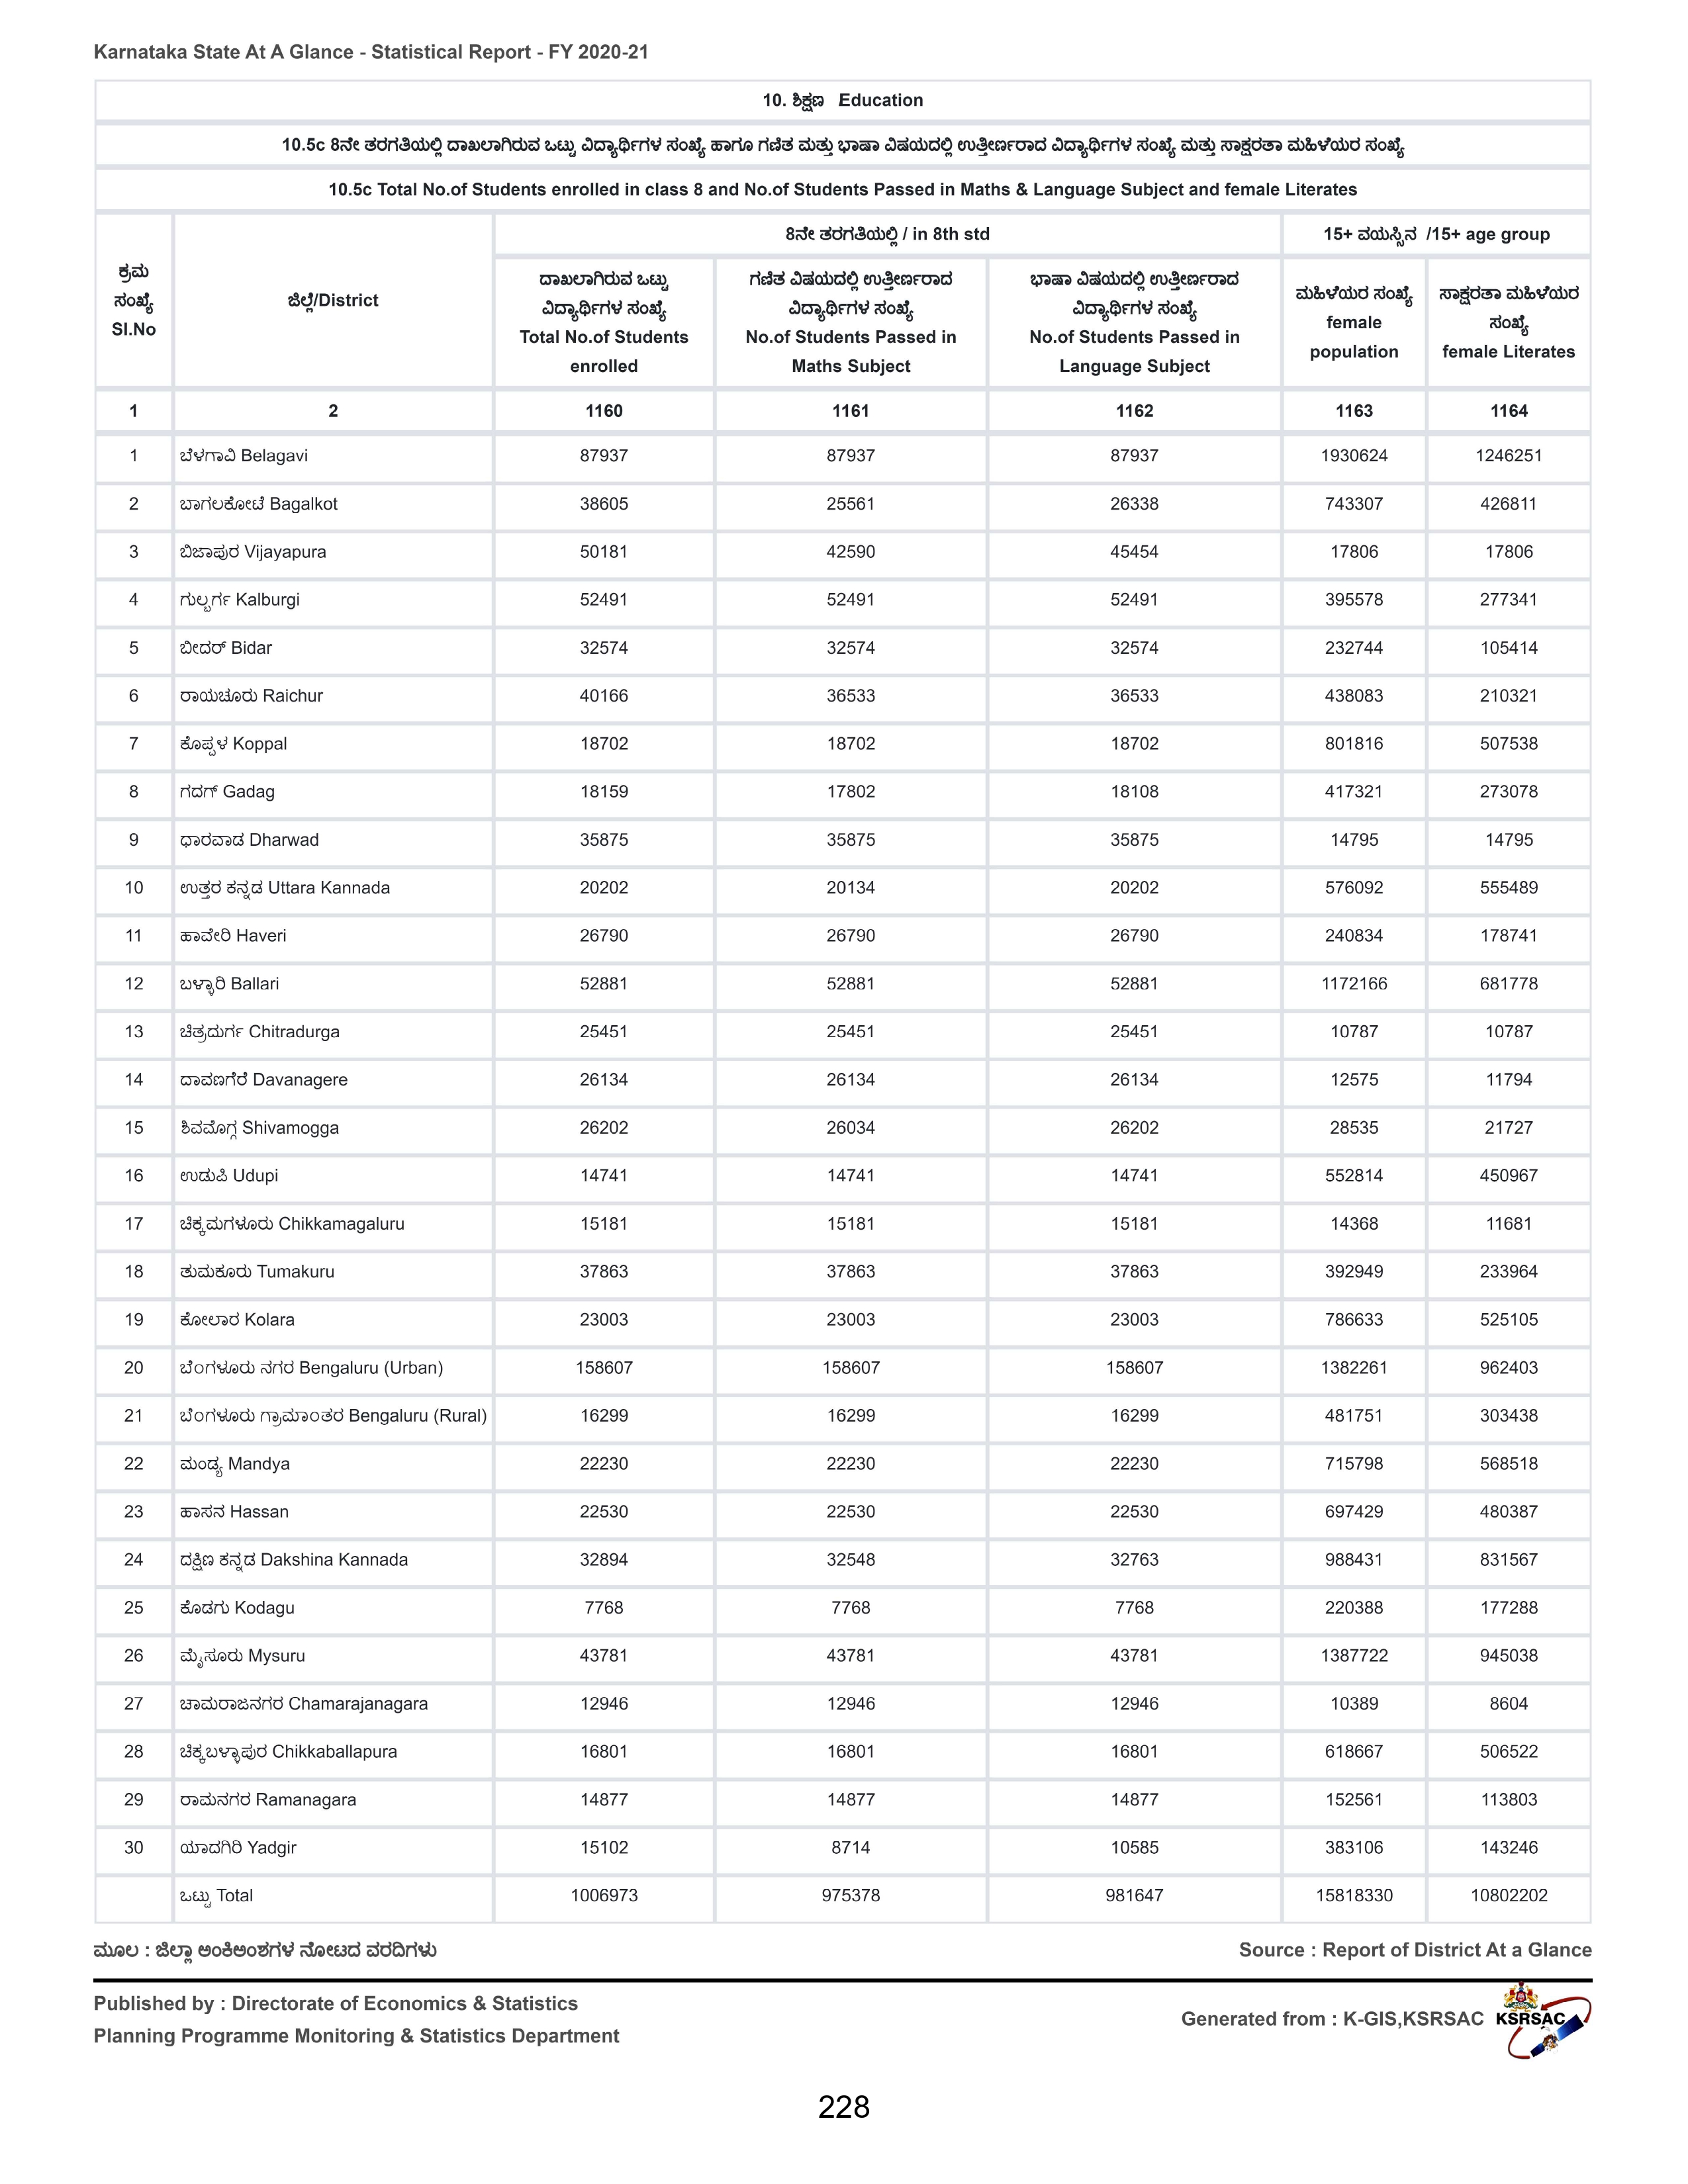 Karnataka State At A Glance - Statistical Report - FY 2020-21
10. ಶಿಕ್ಷಣ Education
10.5c 8ನೇ ತರಗತಿಯಲ್ಲಿ ದಾಖಲಾಗಿರುವ ಒಟ್ಟು ವಿದ್ಯಾರ್ಥಿಗಳ ಸಂಖ್ಯೆ ಹಾಗೂ ಗಣಿತ ಮತ್ತು ಭಾಷಾ ವಿಷಯದಲ್ಲಿ ಉತ್ತೀರ್ಣರಾದ ವಿದ್ಯಾರ್ಥಿಗಳ ಸಂಖ್ಯೆ ಮತ್ತು ಸಾಕ್ಷರತಾ ಮಹಿಳೆಯರ ಸಂಖ್ಯೆ
10.5c Total No.of Students enrolled in class 8 and No.of Students Passed in Maths & Language Subject and female Literates
8ನೇ ತರಗತಿಯಲ್ಲಿ / in 8th std 15+ ವಯಸ್ಸಿನ /15+ age group
ಕ್ರಮ
ಸಂಖ್ಯೆ
Sl.No
ಜಿಲ್ಲೆ/District
ದಾಖಲಾಗಿರುವ ಒಟ್ಟು
ವಿದ್ಯಾರ್ಥಿಗಳ ಸಂಖ್ಯೆ
Total No.of Students
enrolled
ಗಣಿತ ವಿಷಯದಲ್ಲಿ ಉತ್ತೀರ್ಣರಾದ
ವಿದ್ಯಾರ್ಥಿಗಳ ಸಂಖ್ಯೆ
No.of Students Passed in
Maths Subject
ಭಾಷಾ ವಿಷಯದಲ್ಲಿ ಉತ್ತೀರ್ಣರಾದ
ವಿದ್ಯಾರ್ಥಿಗಳ ಸಂಖ್ಯೆ
No.of Students Passed in
Language Subject
ಮಹಿಳೆಯರ ಸಂಖ್ಯೆ
female
population
ಸಾಕ್ಷರತಾ ಮಹಿಳೆಯರ
ಸಂಖ್ಯೆ
female Literates
1 2 1160 1161 1162 1163 1164
1 ಬೆಳಗಾವಿ Belagavi 87937 87937 87937 1930624 1246251
2 ಬಾಗಲಕೋಟೆ Bagalkot 38605 25561 26338 743307 426811
3 ಬಿಜಾಪುರ Vijayapura 50181 42590 45454 17806 17806
4 ಗುಲ್ಬರ್ಗ Kalburgi 52491 52491 52491 395578 277341
5 ಬೀದರ್ Bidar 32574 32574 32574 232744 105414
6 ರಾಯಚೂರು Raichur 40166 36533 36533 438083 210321
7 ಕೊಪ್ಪಳ Koppal 18702 18702 18702 801816 507538
8 ಗದಗ್ Gadag 18159 17802 18108 417321 273078
9 ಧಾರವಾಡ Dharwad 35875 35875 35875 14795 14795
10 ಉತ್ತರ ಕನ್ನಡ Uttara Kannada 20202 20134 20202 576092 555489
11 ಹಾವೇರಿ Haveri 26790 26790 26790 240834 178741
12 ಬಳ್ಳಾರಿ Ballari 52881 52881 52881 1172166 681778
13 ಚಿತ್ರದುರ್ಗ Chitradurga 25451 25451 25451 10787 10787
14 ದಾವಣಗೆರೆ Davanagere 26134 26134 26134 12575 11794
15 ಶಿವಮೊಗ್ಗ Shivamogga 26202 26034 26202 28535 21727
16 ಉಡುಪಿ Udupi 14741 14741 14741 552814 450967
17 ಚಿಕ್ಕಮಗಳೂರು Chikkamagaluru 15181 15181 15181 14368 11681
18 ತುಮಕೂರು Tumakuru 37863 37863 37863 392949 233964
19 ಕೋಲಾರ Kolara 23003 23003 23003 786633 525105
20 ಬೆಂಗಳೂರು ನಗರ Bengaluru (Urban) 158607 158607 158607 1382261 962403
21 ಬೆಂಗಳೂರು ಗ್ರಾಮಾಂತರ Bengaluru (Rural) 16299 16299 16299 481751 303438
22 ಮಂಡ್ಯ Mandya 22230 22230 22230 715798 568518
23 ಹಾಸನ Hassan 22530 22530 22530 697429 480387
24 ದಕ್ಷಿಣ ಕನ್ನಡ Dakshina Kannada 32894 32548 32763 988431 831567
25 ಕೊಡಗು Kodagu 7768 7768 7768 220388 177288
26 ಮೈಸೂರು Mysuru 43781 43781 43781 1387722 945038
27 ಚಾಮರಾಜನಗರ Chamarajanagara 12946 12946 12946 10389 8604
28 ಚಿಕ್ಕಬಳ್ಳಾಪುರ Chikkaballapura 16801 16801 16801 618667 506522
29 ರಾಮನಗರ Ramanagara 14877 14877 14877 152561 113803
30 ಯಾದಗಿರಿ Yadgir 15102 8714 10585 383106 143246
ಒಟ್ಟು Total 1006973 975378 981647 15818330 10802202
ಮೂಲ : ಜಿಲ್ಲಾ ಅಂಕಿಅಂಶಗಳ ನೋಟದ ವರದಿಗಳು Source : Report of District At a Glance
Published by : Directorate of Economics & Statistics
Planning Programme Monitoring & Statistics Department
Generated from : K-GIS,KSRSAC KSRSAC
228